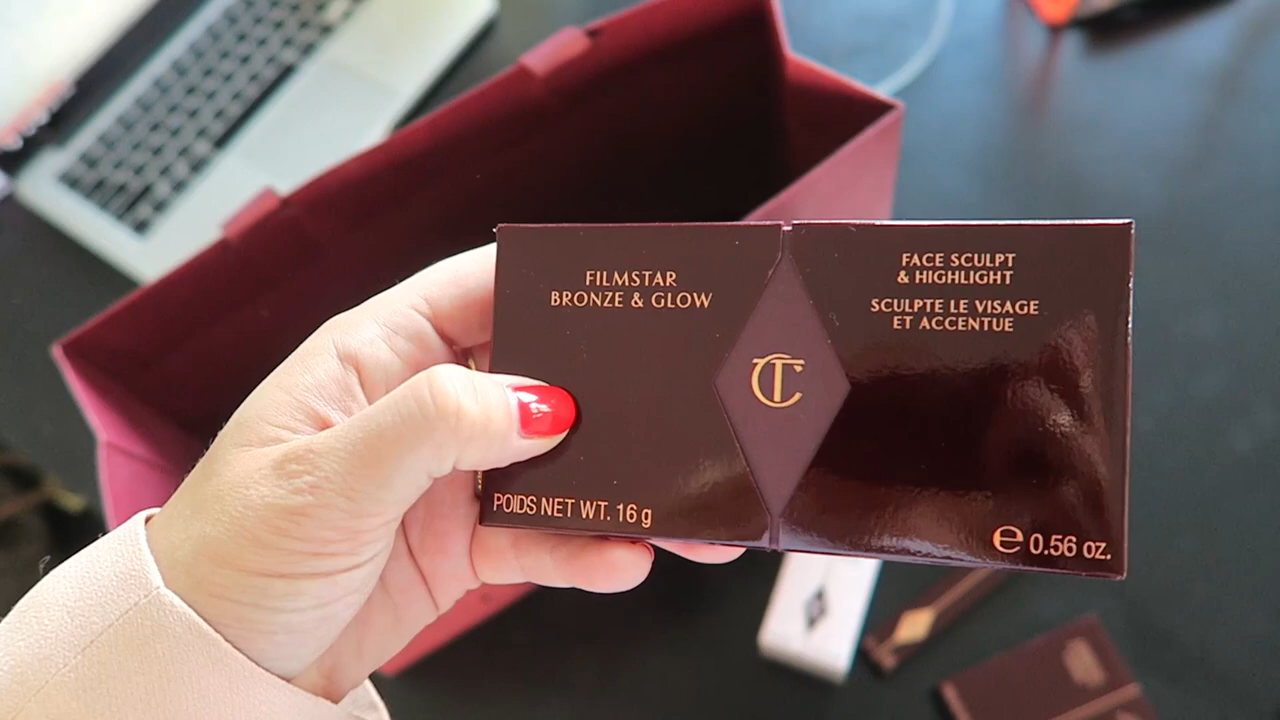 FILMSTAR
BRONZE & GLOW
FACE SCULPT
& HIGHLIGHT
SCULPTE LE VISAGE
ET ACCENTUE
CT
POIDS NET WT. 16 g
e 0.56 oz.